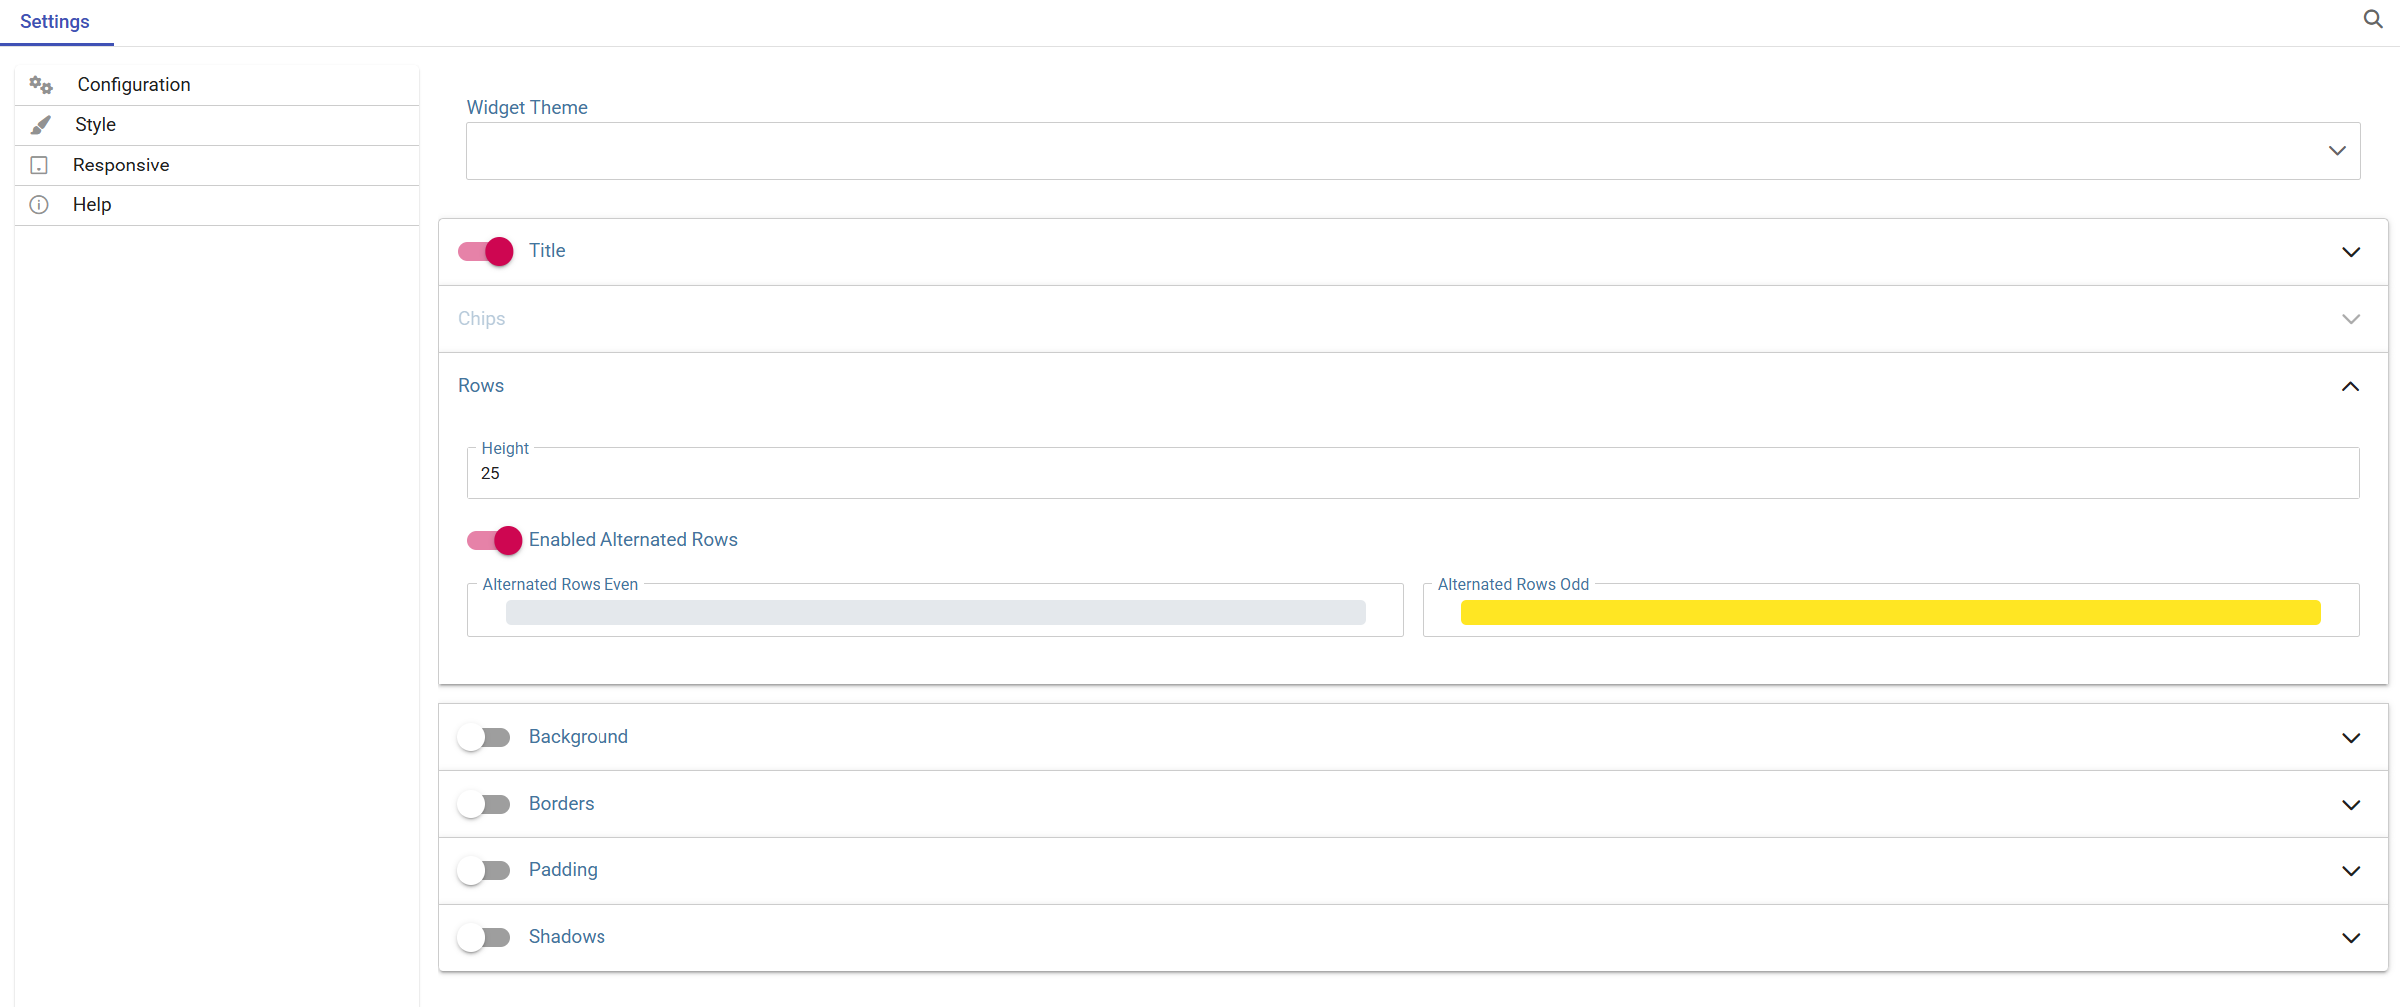 Settings
Configuration
Style
Responsive
Help
Widget Theme
Title
Chips
Rows
Height
25
Enabled Alternated Rows
Alternated Rows Even
Alternated Rows Odd
Background
Borders
Padding
Shadows